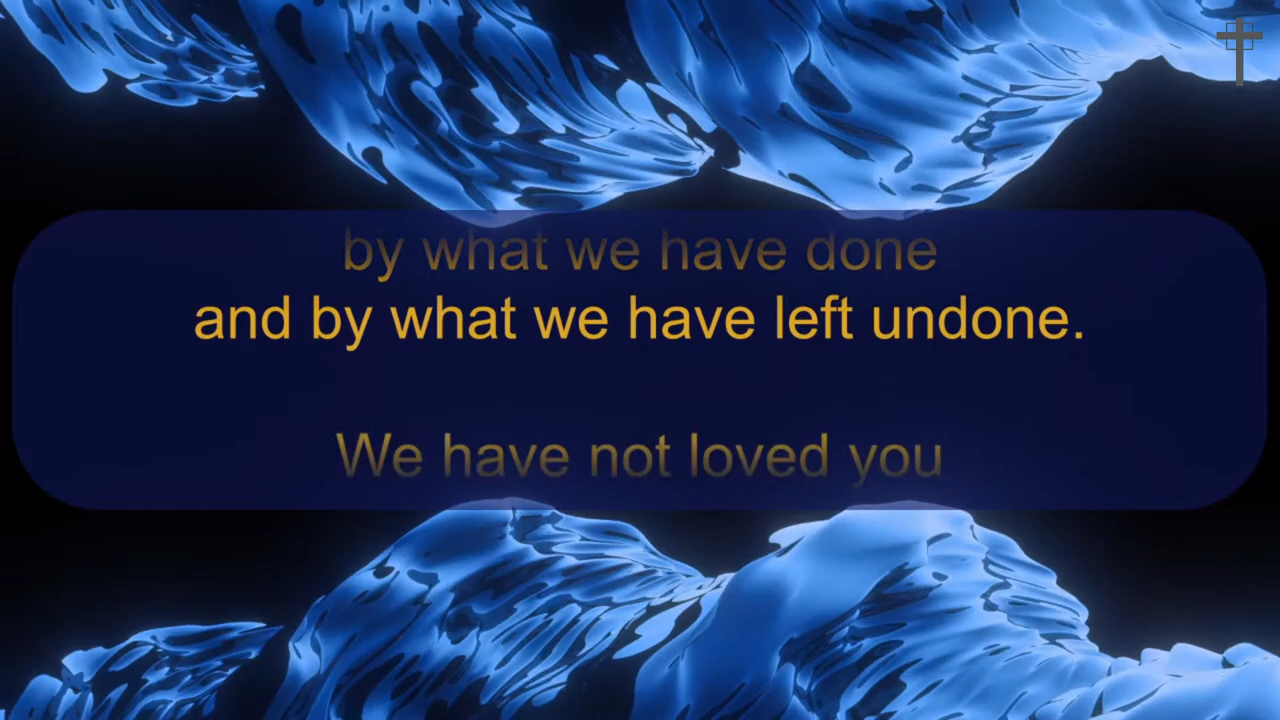 by what we have done
and by what we have left undone.
We have not loved you